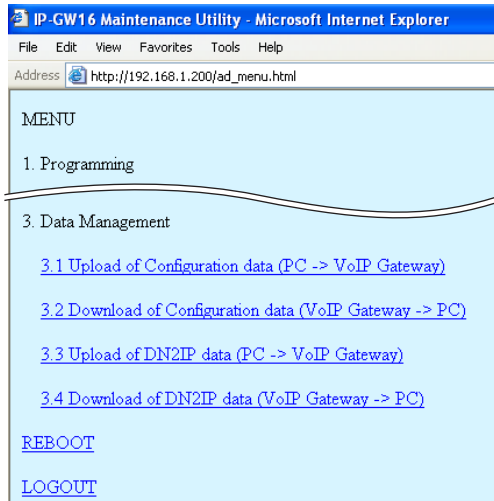 IP-GW16 Maintenance Utility - Microsoft Internet Explorer
File Edit View Favorites Tools Help
Address http://192.168.1.200/ad_menu.html
MENU
1. Programming
3. Data Management
3.1 Upload of Configuration data (PC -> VoIP Gateway)
3.2 Download of Configuration data (VoIP Gateway -> PC)
3.3 Upload of DN2IP data (PC -> VoIP Gateway)
3.4 Download of DN2IP data (VoIP Gateway -> PC)
REBOOT
LOGOUT